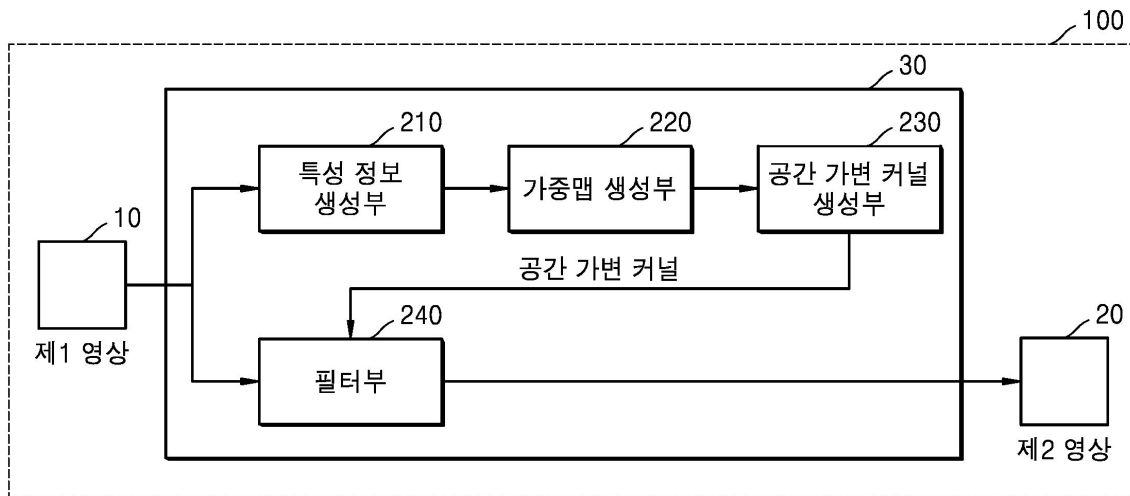 100
30
210
220
230
특성 정보
생성부
가중맵 생성부
공간 가변 커널
생성부
10
공간 가변 커널
제1 영상
240
필터부
20
제2 영상